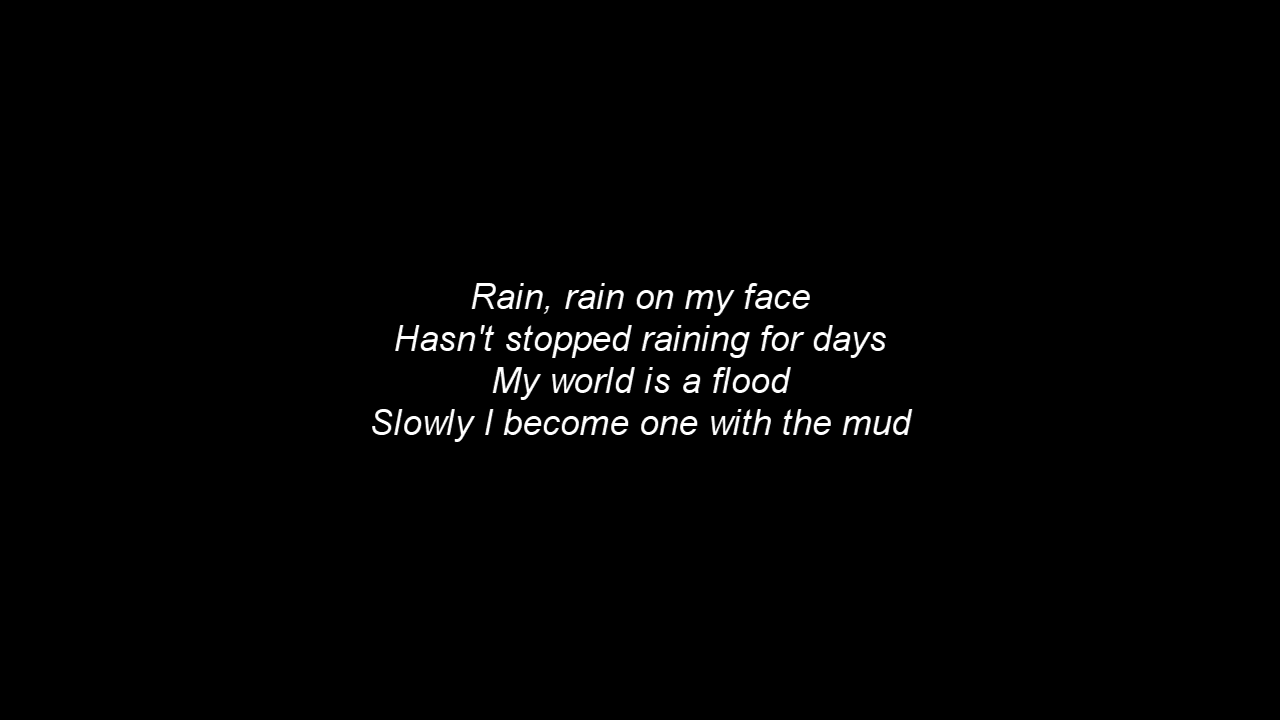 Rain, rain on my face
Hasn't stopped raining for days
My world is a flood
Slowly I become one with the mud